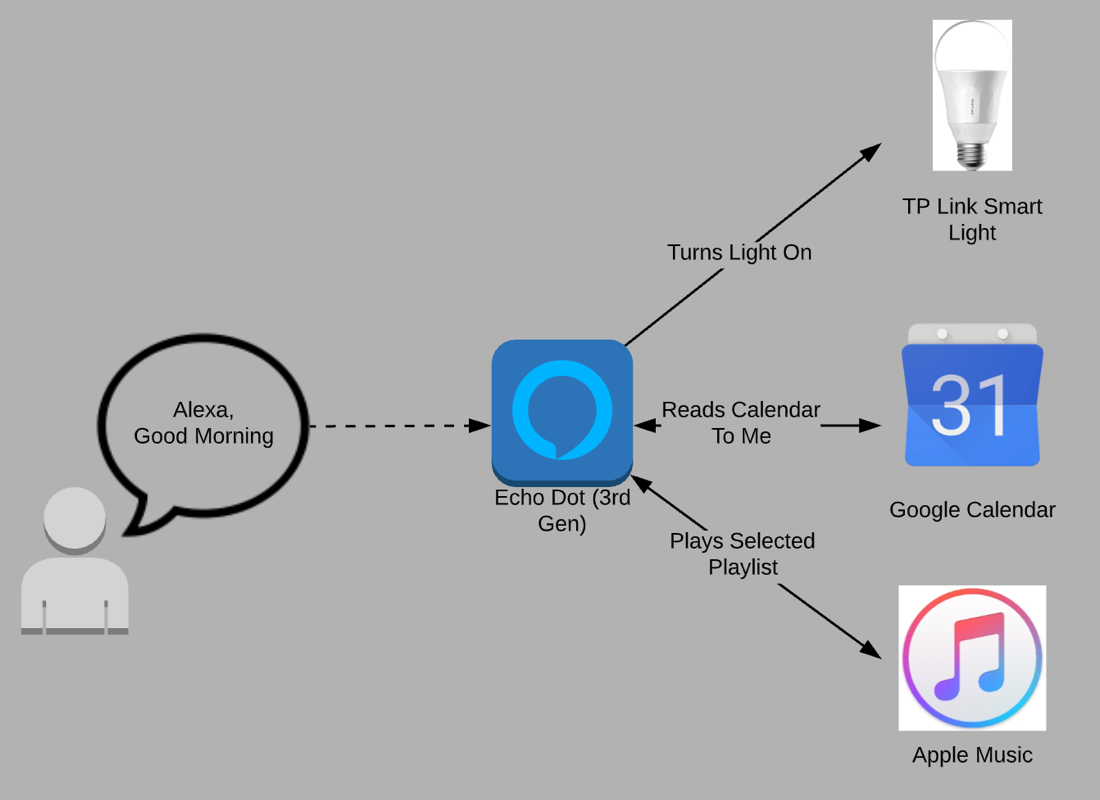 Alexa,
Good Morning
Echo Dot (3rd
Gen)
Turns Light On
Reads Calendar
To Me
Plays Selected
Playlist
TP Link Smart
Light
31
Google Calendar
Apple Music